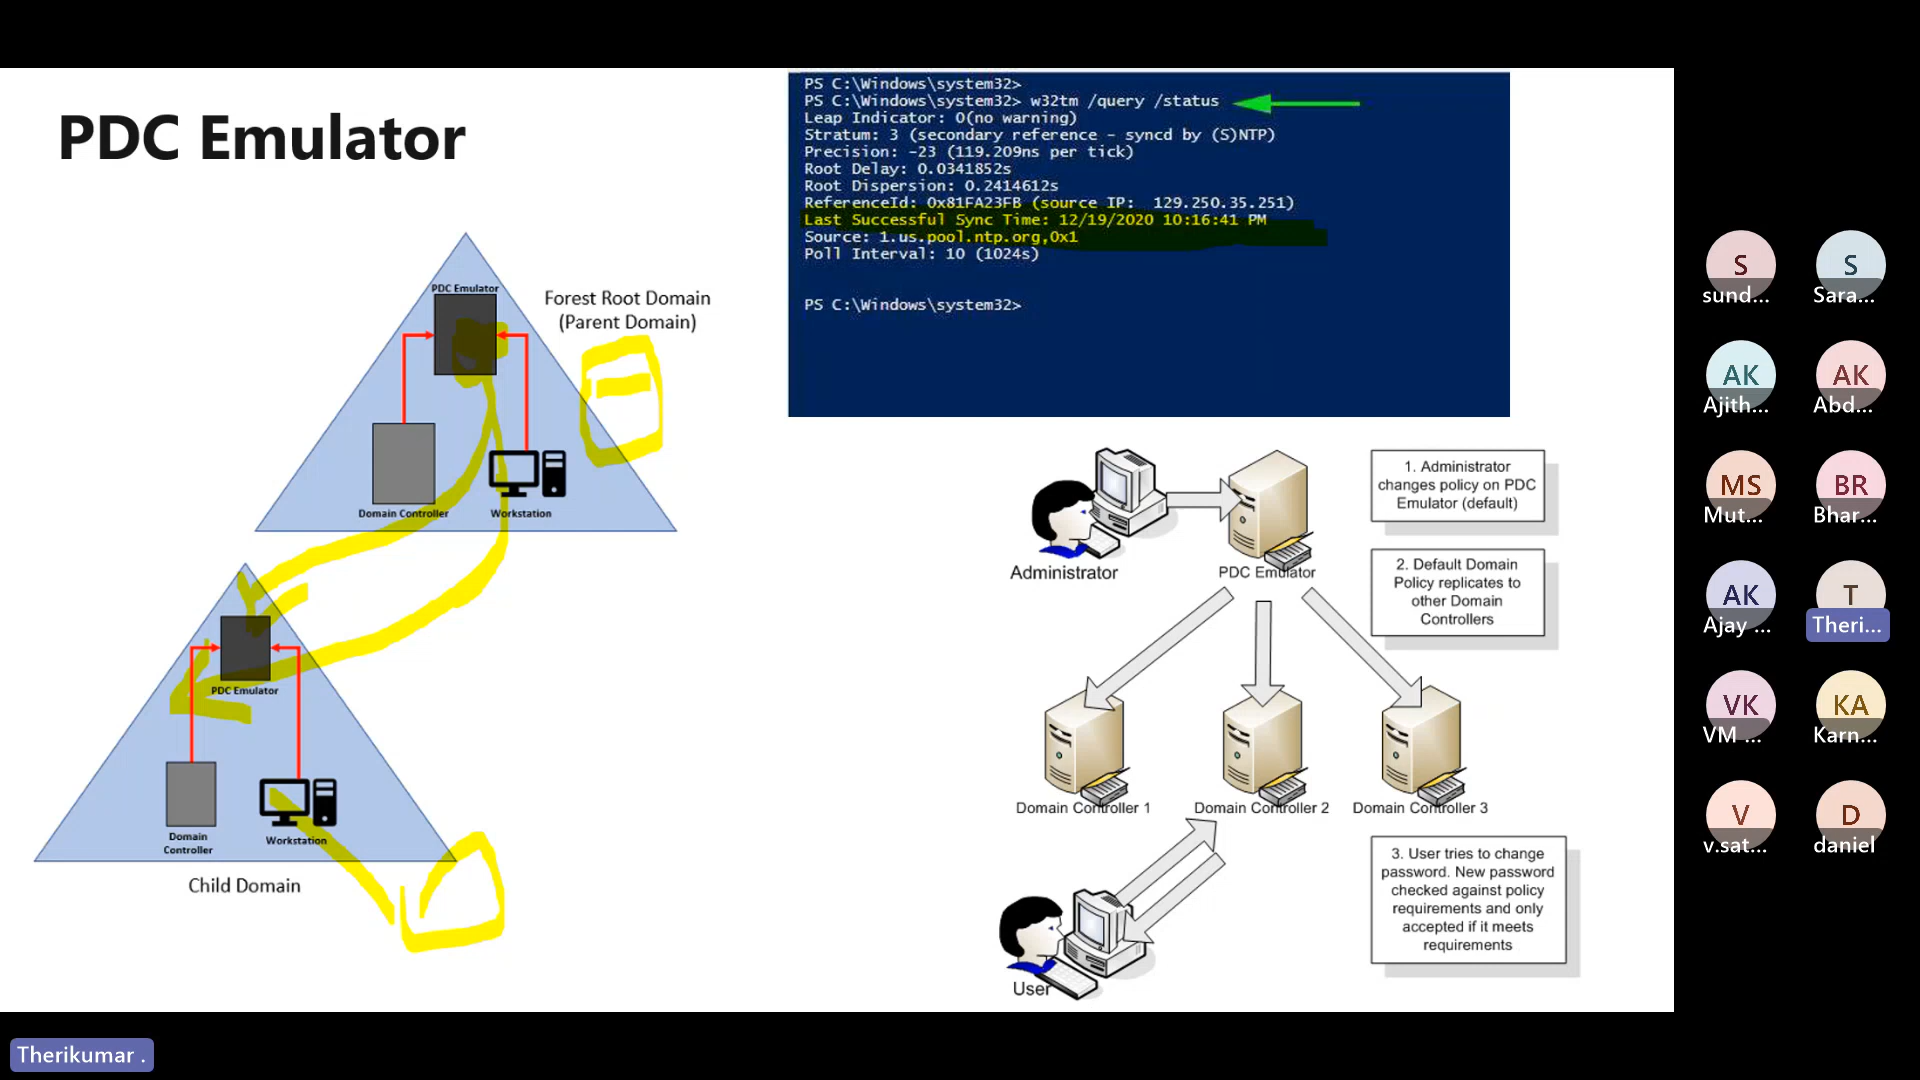 PDC Emulator
PS C:\Windows\system32>
PS C:\Windows\system32> w32tm /query /status
Leap Indicator: 0(no warning)
Stratum: 3 (secondary reference - syncd by (S)NTP)
Precision: -23 (119.209ns per tick)
Root Delay: 0.0341852s
Root Dispersion: 0.2414612s
ReferenceId: 0x81FA23FB (source IP:  129.250.35.251)
Last Successful Sync Time: 12/19/2020 10:16:41 PM
Source: 1.us.pool.ntp.org,0x1
Poll Interval: 10 (1024s)
PS C:\Windows\system32>
PDC Emulator
Forest Root Domain
(Parent Domain)
Domain Controller
Workstation
PDC Emulator
Domain
Controller
Workstation
Child Domain
Administrator
PDC Emulator
1. Administrator
changes policy on PDC
Emulator (default)
2. Default Domain
Policy replicates to
other Domain
Controllers
Domain Controller 1
Domain Controller 2
Domain Controller 3
3. User tries to change
password. New password
checked against policy
requirements and only
accepted if it meets
requirements
User
S
sund...
S
Sara...
AK
Ajith...
AK
Abd...
MS
Mut...
BR
Bhar...
AK
Ajay ...
T
Theri...
VK
VM ...
KA
Karn...
V
v.sat...
D
daniel
Therikumar .